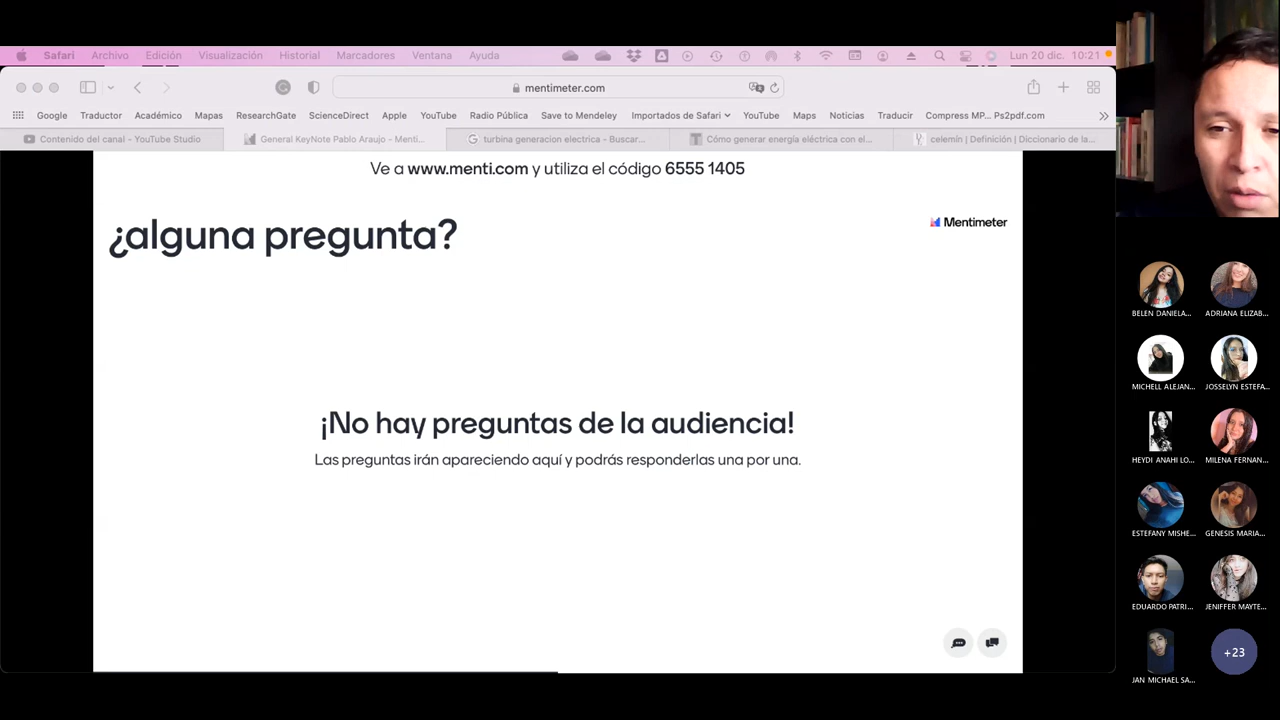 Safari Archivo Edición Visualización Historial Marcadores Ventana Ayuda Lun 20 dic. 10:21
mentimeter.com
Google Traductor Académico Mapas ResearchGate ScienceDirect Apple YouTube Radio Pública Save to Mendeley Importados de Safari YouTube Maps Noticias Traducir Compress MP... Ps2pdf.com
Contenido del canal - YouTube Studio General KeyNote Pablo Araujo - Menti... turbina generacion electrica - Buscar... Cómo generar energía eléctrica con el... celemín | Definición | Diccionario de la...
Ve a www.menti.com y utiliza el código 6555 1405
¿alguna pregunta?
Mentimeter
¡No hay preguntas de la audiencia!
Las preguntas irán apareciendo aquí y podrás responderlas una por una.
BELEN DANIELA... ADRIANA ELIZAB...
MICHELL ALEJAN... JOSSELYN ESTEFA...
HEYDI ANAHI LO... MILENA FERNAN...
ESTEFANY MISHE... GENESIS MARIA...
EDUARDO PATRI... JENIFFER MAYTE...
JAN MICHAEL SA... +23